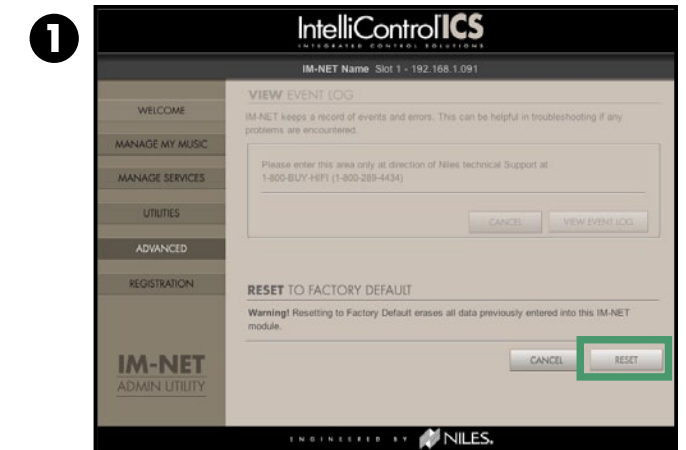 1
IntelliControl ICS
INTEGRATED CONTROL SOLUTIONS
IM-NET Name Slot 1 - 192.168.1.091
WELCOME
MANAGE MY MUSIC
MANAGE SERVICES
UTILITIES
ADVANCED
REGISTRATION
IM-NET
ADMIN UTILITY
VIEW EVENT LOG
IM-NET keeps a record of events and errors. This can be helpful in troubleshooting if any
problems are encountered.
Please enter this area only at direction of Niles technical Support at
1-800-BUY-HIFI (1-800-289-4434)
CANCEL VIEW EVENT LOG
RESET TO FACTORY DEFAULT
Warning! Resetting to Factory Default erases all data previously entered into this IM-NET
module.
CANCEL RESET
ENGINEERED BY NILES.